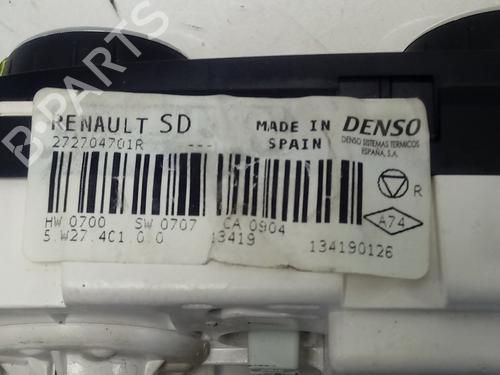 RENAULT SD
272704701R ---
MADE IN
SPAIN
DENSO
DENSO SISTEMAS TERMICOS
ESPAÑA, S.A.
R
HW 0700 SW 0707 CA 0904
A74
5.W27.4C1.0.0 13419 134190126
B-PARTS